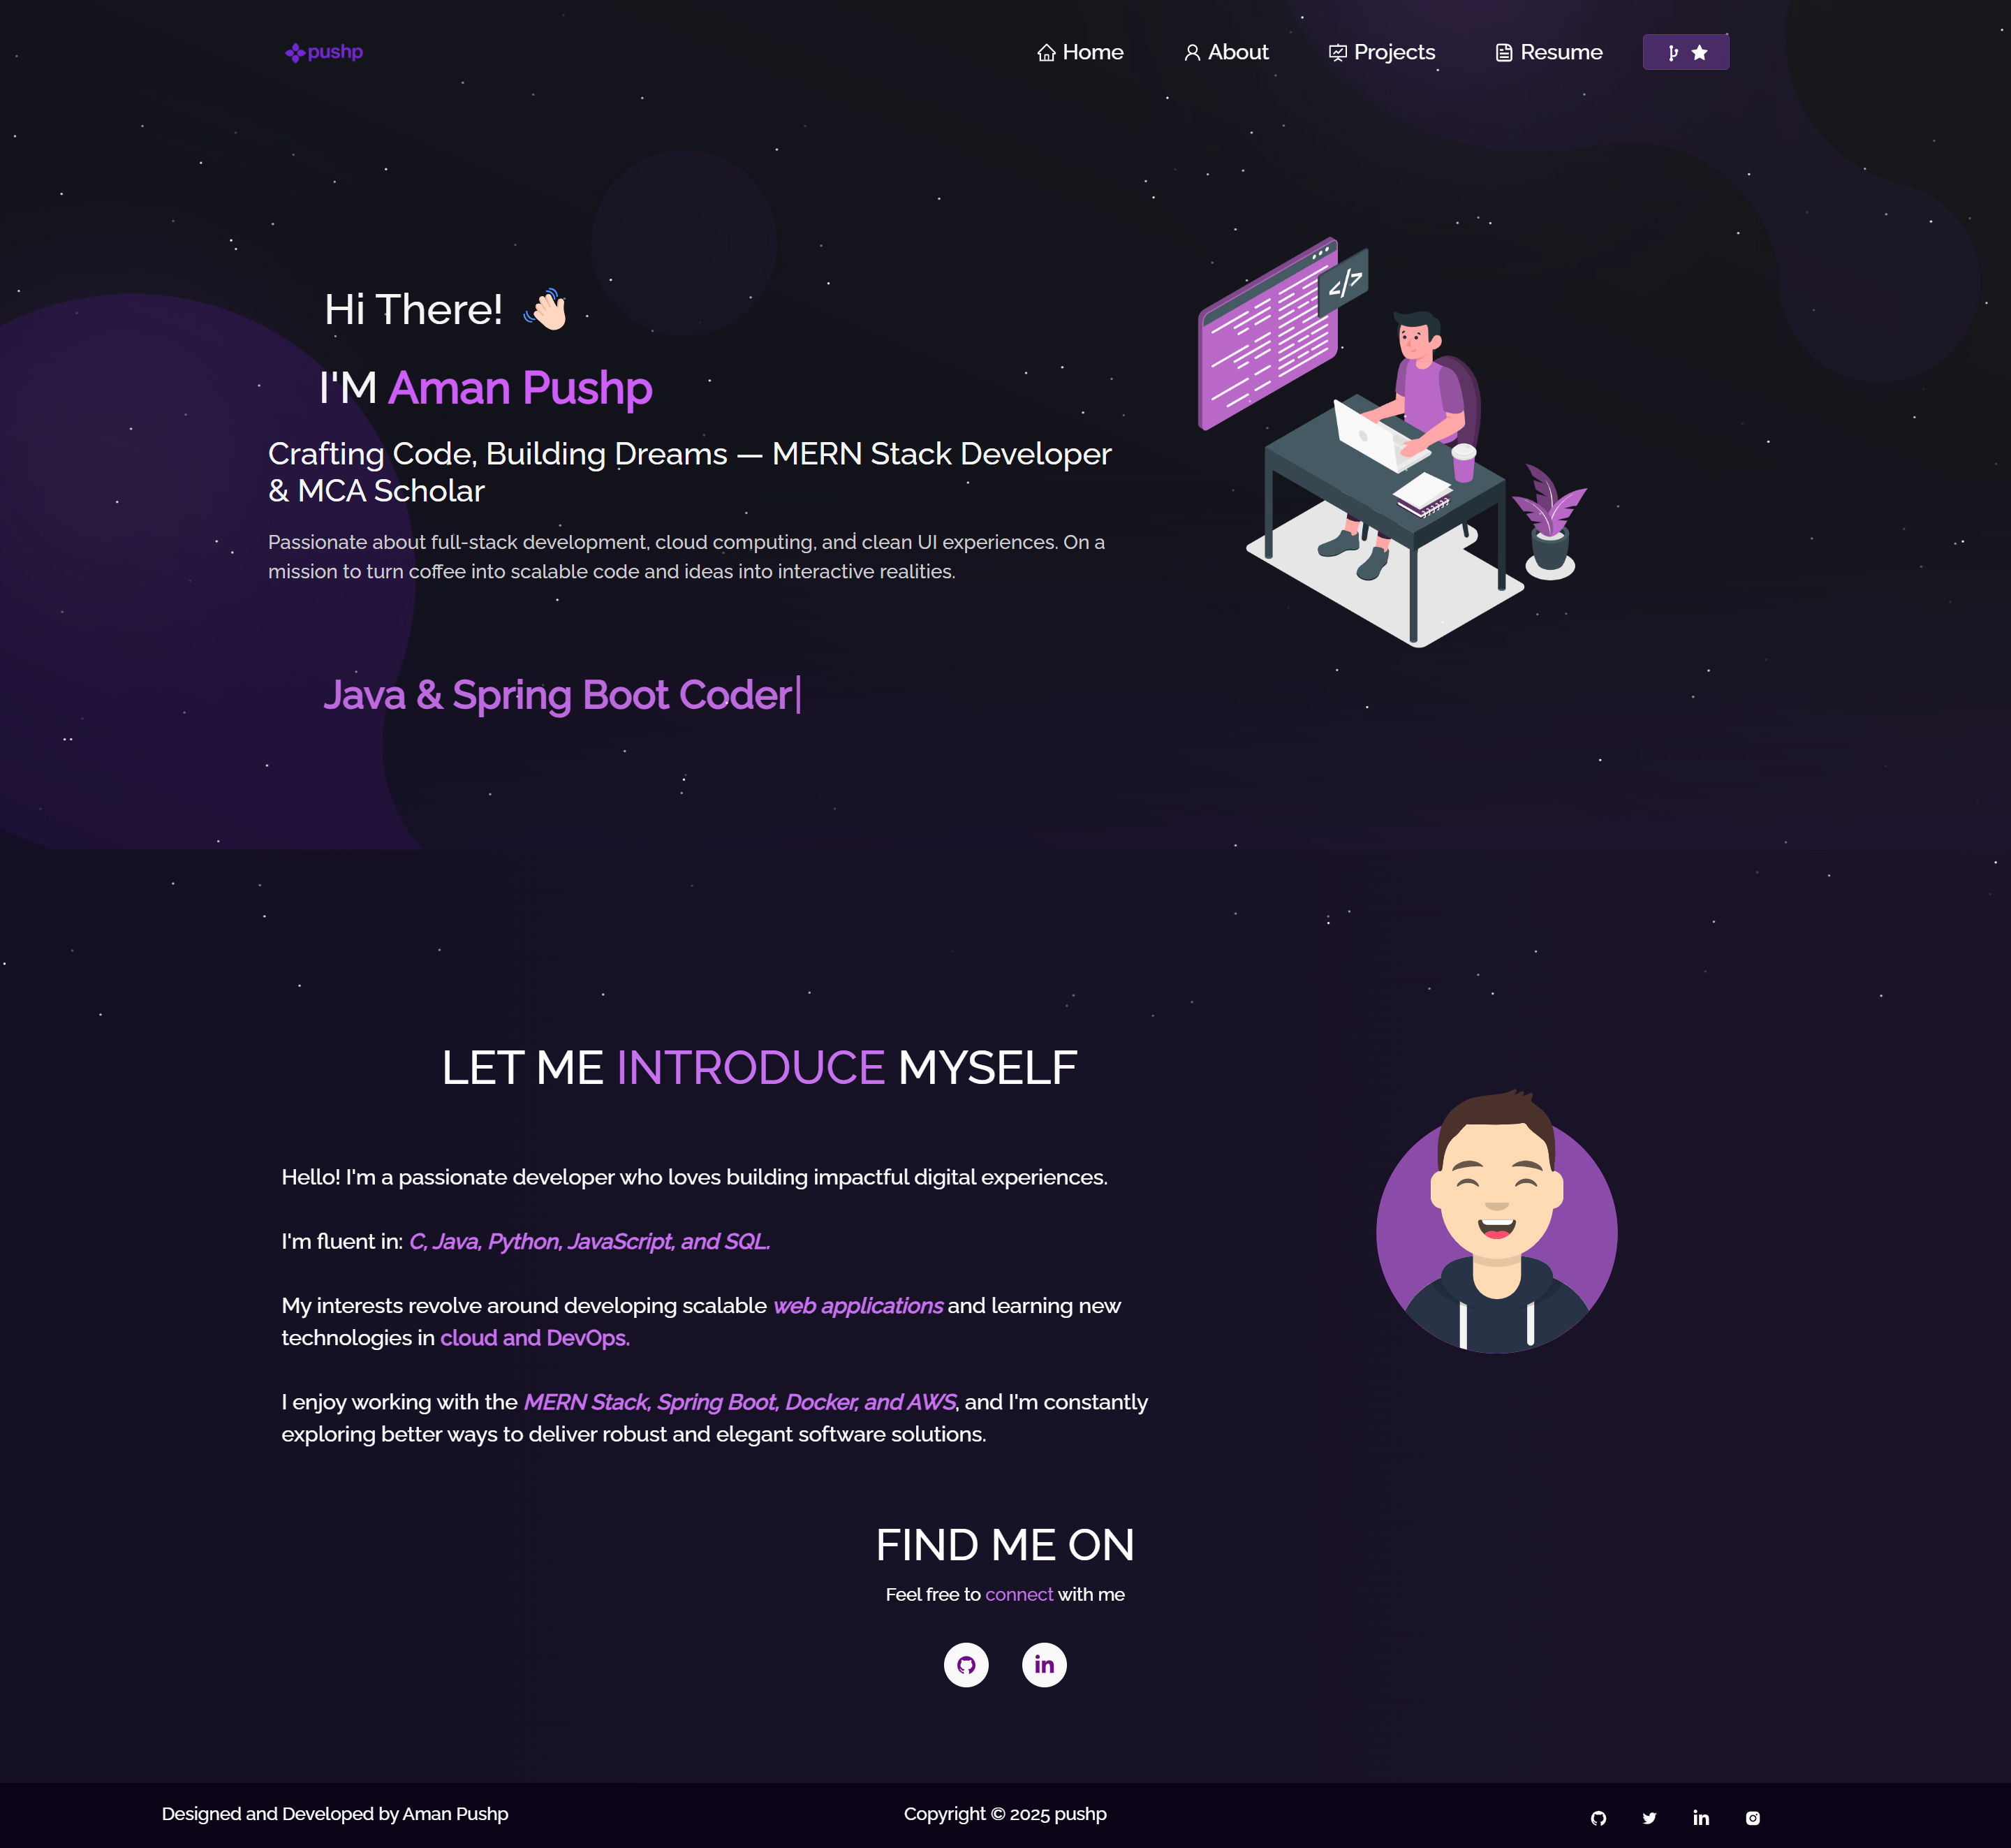 pushp
Home
About
Projects
Resume
Hi There!
</>
I'M Aman Pushp
Crafting Code, Building Dreams — MERN Stack Developer
& MCA Scholar
Passionate about full-stack development, cloud computing, and clean UI experiences. On a
mission to turn coffee into scalable code and ideas into interactive realities.
Java & Spring Boot Coder|
LET ME INTRODUCE MYSELF
Hello! I'm a passionate developer who loves building impactful digital experiences.
I'm fluent in: C, Java, Python, JavaScript, and SQL.
My interests revolve around developing scalable web applications and learning new
technologies in cloud and DevOps.
I enjoy working with the MERN Stack, Spring Boot, Docker, and AWS, and I'm constantly
exploring better ways to deliver robust and elegant software solutions.
FIND ME ON
Feel free to connect with me
in
Designed and Developed by Aman Pushp
Copyright © 2025 pushp
in